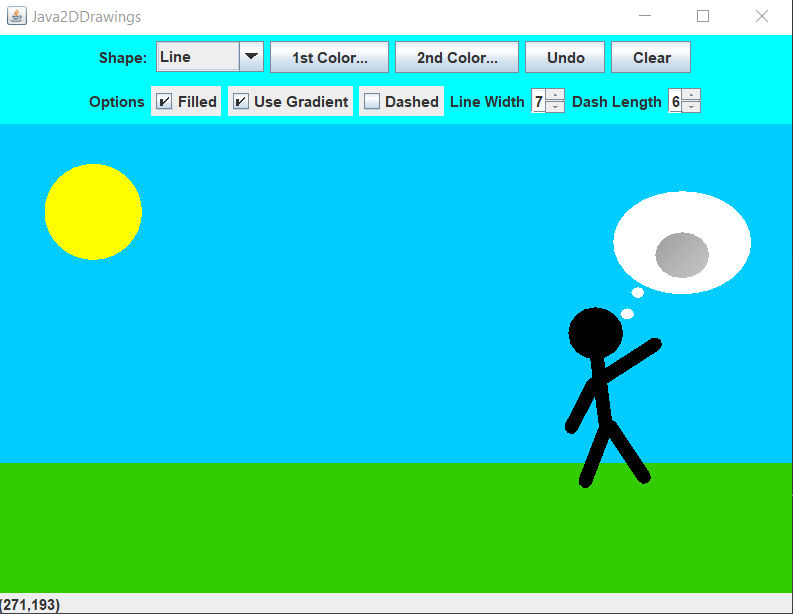 Java2DDrawings
Shape: Line 1st Color... 2nd Color... Undo Clear
Options Filled Use Gradient Dashed Line Width 7 Dash Length 6
(271,193)